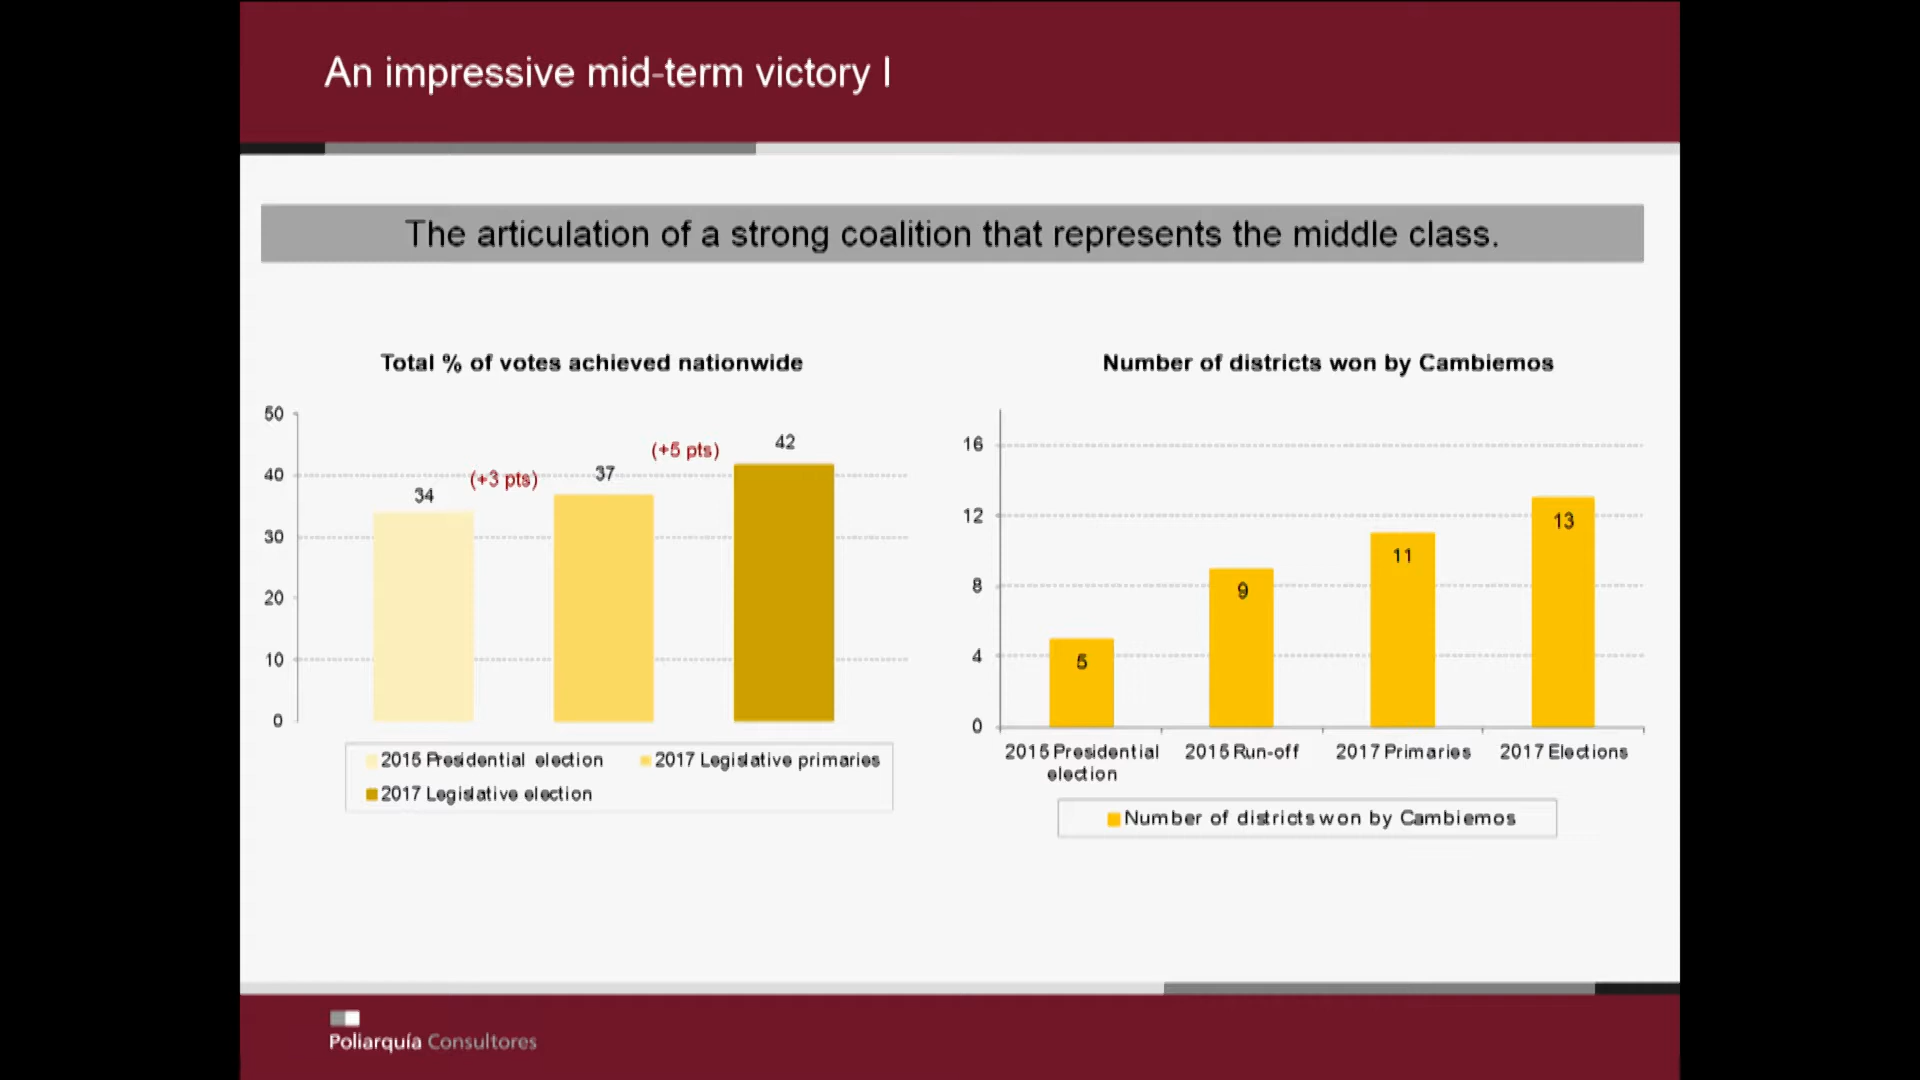 An impressive mid-term victory I
The articulation of a strong coalition that represents the middle class.
Total % of votes achieved nationwide
50
40
30
20
10
0
34
(+3 pts)
37
(+5 pts)
42
2015 Presidential election
2017 Legislative primaries
2017 Legislative election
Number of districts won by Cambiemos
16
12
8
4
0
5
9
11
13
2015 Presidential
election
2015 Run-off
2017 Primaries
2017 Elections
Number of districts won by Cambiemos
Poliarquía Consultores